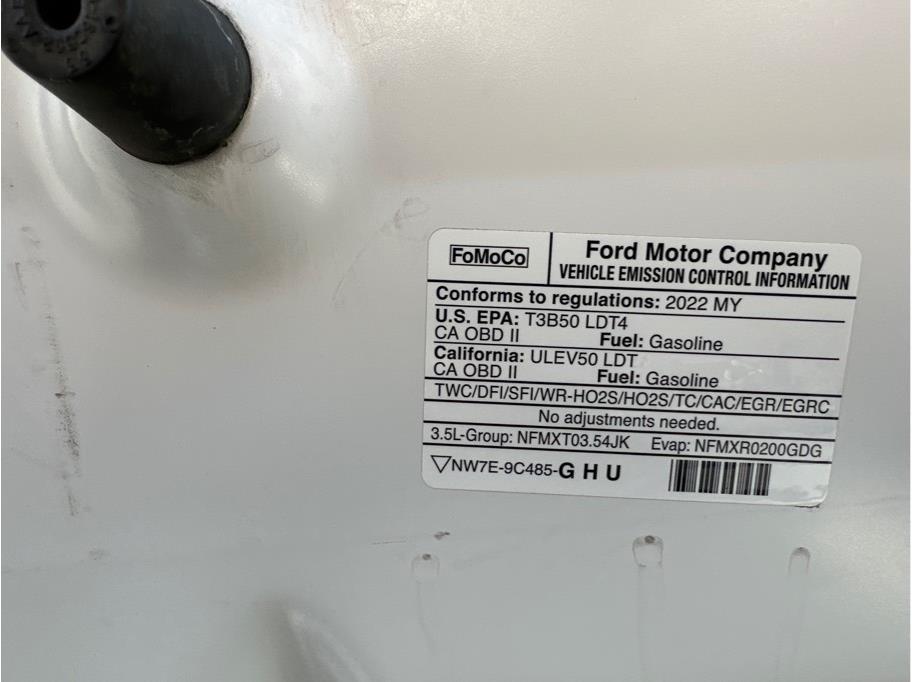 FoMoCo
Ford Motor Company
VEHICLE EMISSION CONTROL INFORMATION
Conforms to regulations: 2022 MY
U.S. EPA: T3B50 LDT4
CA OBD II Fuel: Gasoline
California: ULEV50 LDT
CA OBD II Fuel: Gasoline
TWC/DFI/SFI/WR-HO2S/HO2S/TC/CAC/EGR/EGRC
No adjustments needed.
3.5L-Group: NFMXT03.54JK Evap: NFMXR0200GDG
NW7E-9C485-G H U